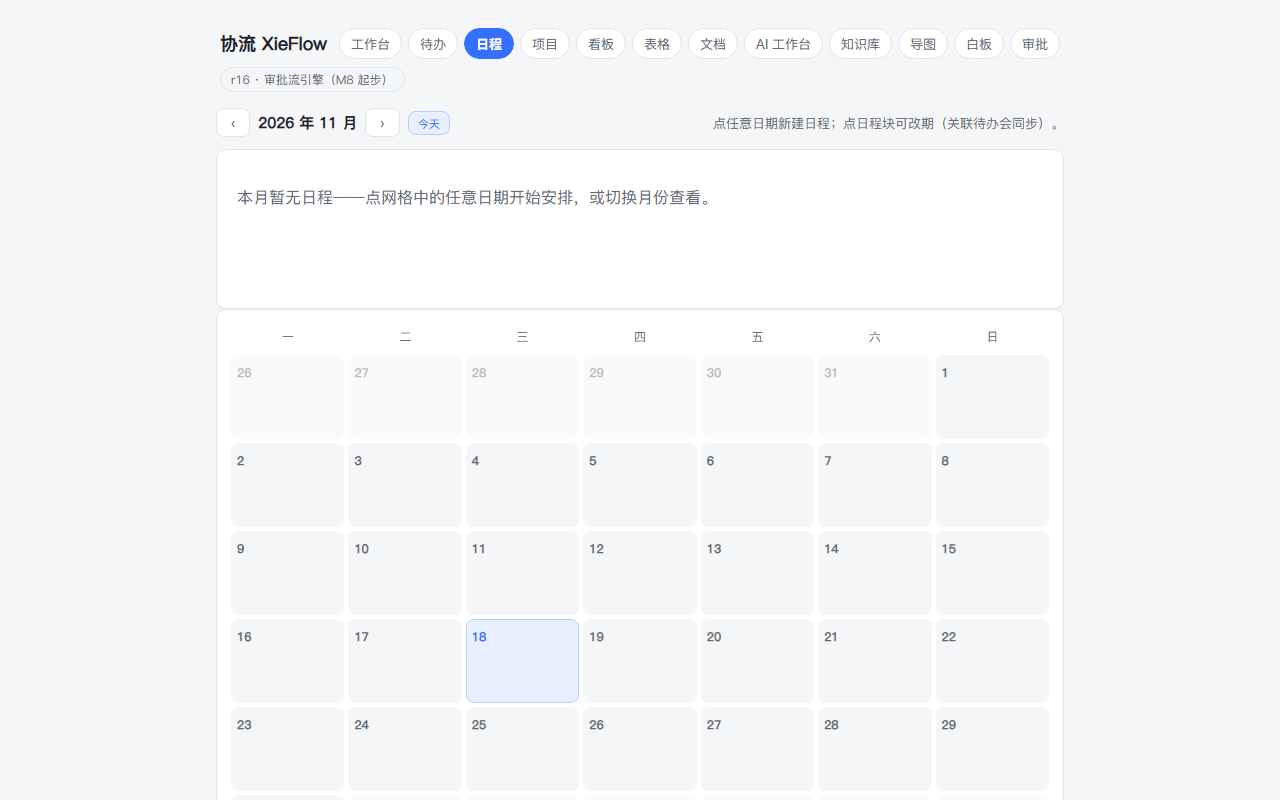 协流 XieFlow 工作台 待办 日程 项目 看板 表格 文档 AI 工作台 知识库 导图 白板 审批
r16 · 审批流引擎（M8 起步）
‹ 2026 年 11 月 › 今天 点任意日期新建日程；点日程块可改期（关联待办会同步）。
本月暂无日程——点网格中的任意日期开始安排，或切换月份查看。
一 二 三 四 五 六 日
26 27 28 29 30 31 1
2 3 4 5 6 7 8
9 10 11 12 13 14 15
16 17 18 19 20 21 22
23 24 25 26 27 28 29